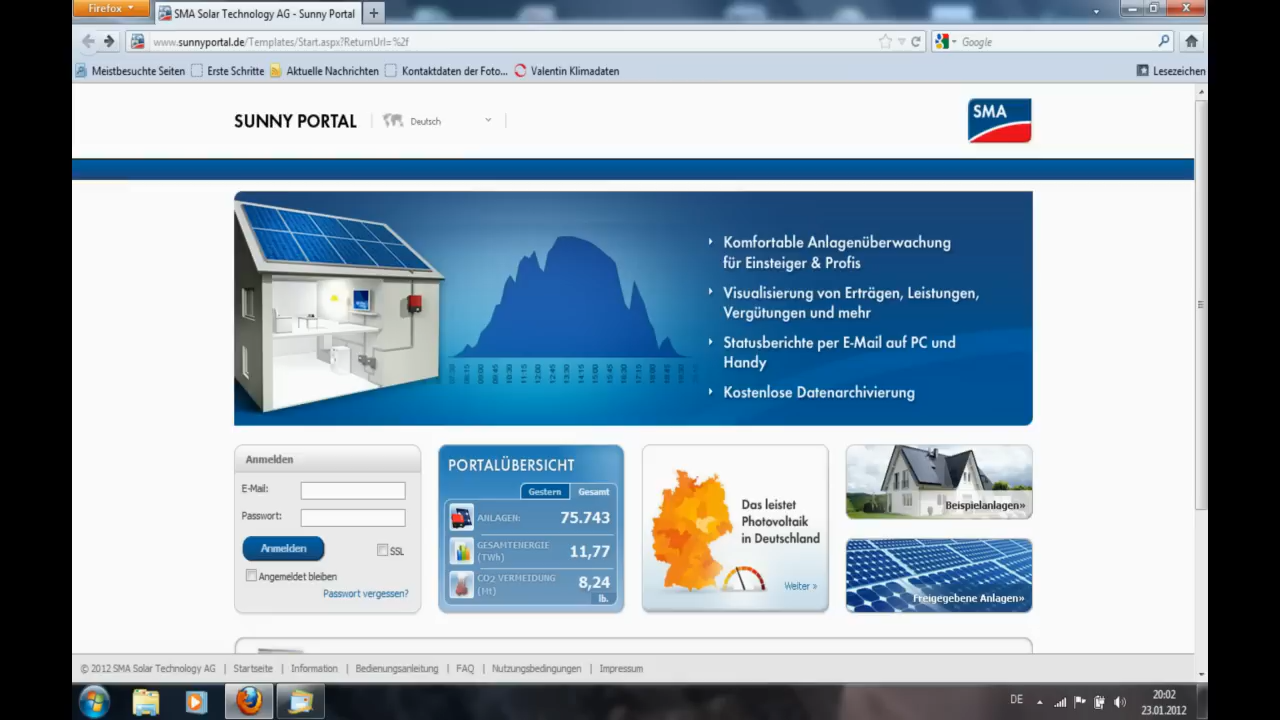 Firefox
SMA Solar Technology AG - Sunny Portal
www.sunnyportal.de/Templates/Start.aspx?ReturnUrl=%2f
Google
Meistbesuchte Seiten
Erste Schritte
Aktuelle Nachrichten
Kontaktdaten der Foto...
Valentin Klimadaten
Lesezeichen
SUNNY PORTAL
Deutsch
SMA
Komfortable Anlagenüberwachung
für Einsteiger & Profis
Visualisierung von Erträgen, Leistungen,
Vergütungen und mehr
Statusberichte per E-Mail auf PC und
Handy
Kostenlose Datenarchivierung
Anmelden
E-Mail:
Passwort:
Anmelden
SSL
Angemeldet bleiben
Passwort vergessen?
PORTALÜBERSICHT
Gestern
Gesamt
ANLAGEN:
75.743
GESAMTENERGIE
(TWh)
11,77
CO2 VERMEIDUNG
(Mt)
8,24
lb.
Das leistet
Photovoltaik
in Deutschland
Weiter »
Beispielanlagen»
Freigegebene Anlagen»
© 2012 SMA Solar Technology AG | Startseite | Information | Bedienungsanleitung | FAQ | Nutzungsbedingungen | Impressum
DE
20:02
23.01.2012